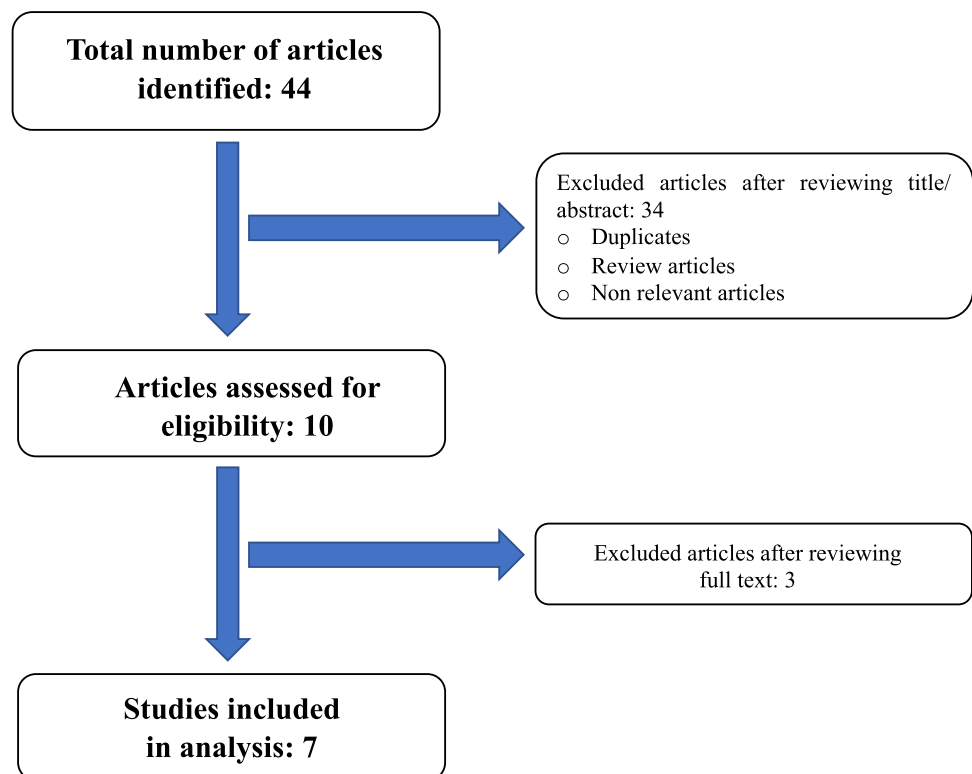 Total number of articles
identified: 44
Excluded articles after reviewing title/
abstract: 34
o Duplicates
o Review articles
o Non relevant articles
Articles assessed for
eligibility: 10
Excluded articles after reviewing
full text: 3
Studies included
in analysis: 7